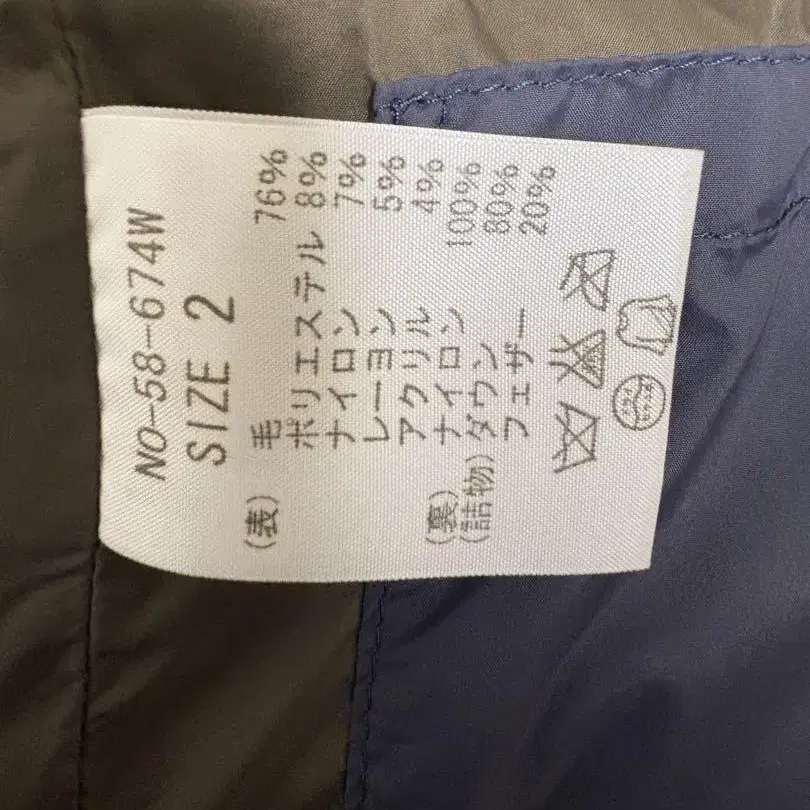 NO-58-674W
SIZE 2
(表) 毛 76%
ポリエステル 8%
ナイロン 7%
レーヨン 5%
アクリル 4%
(裏) ナイロン 100%
(詰物) ダウン 80%
フェザー 20%